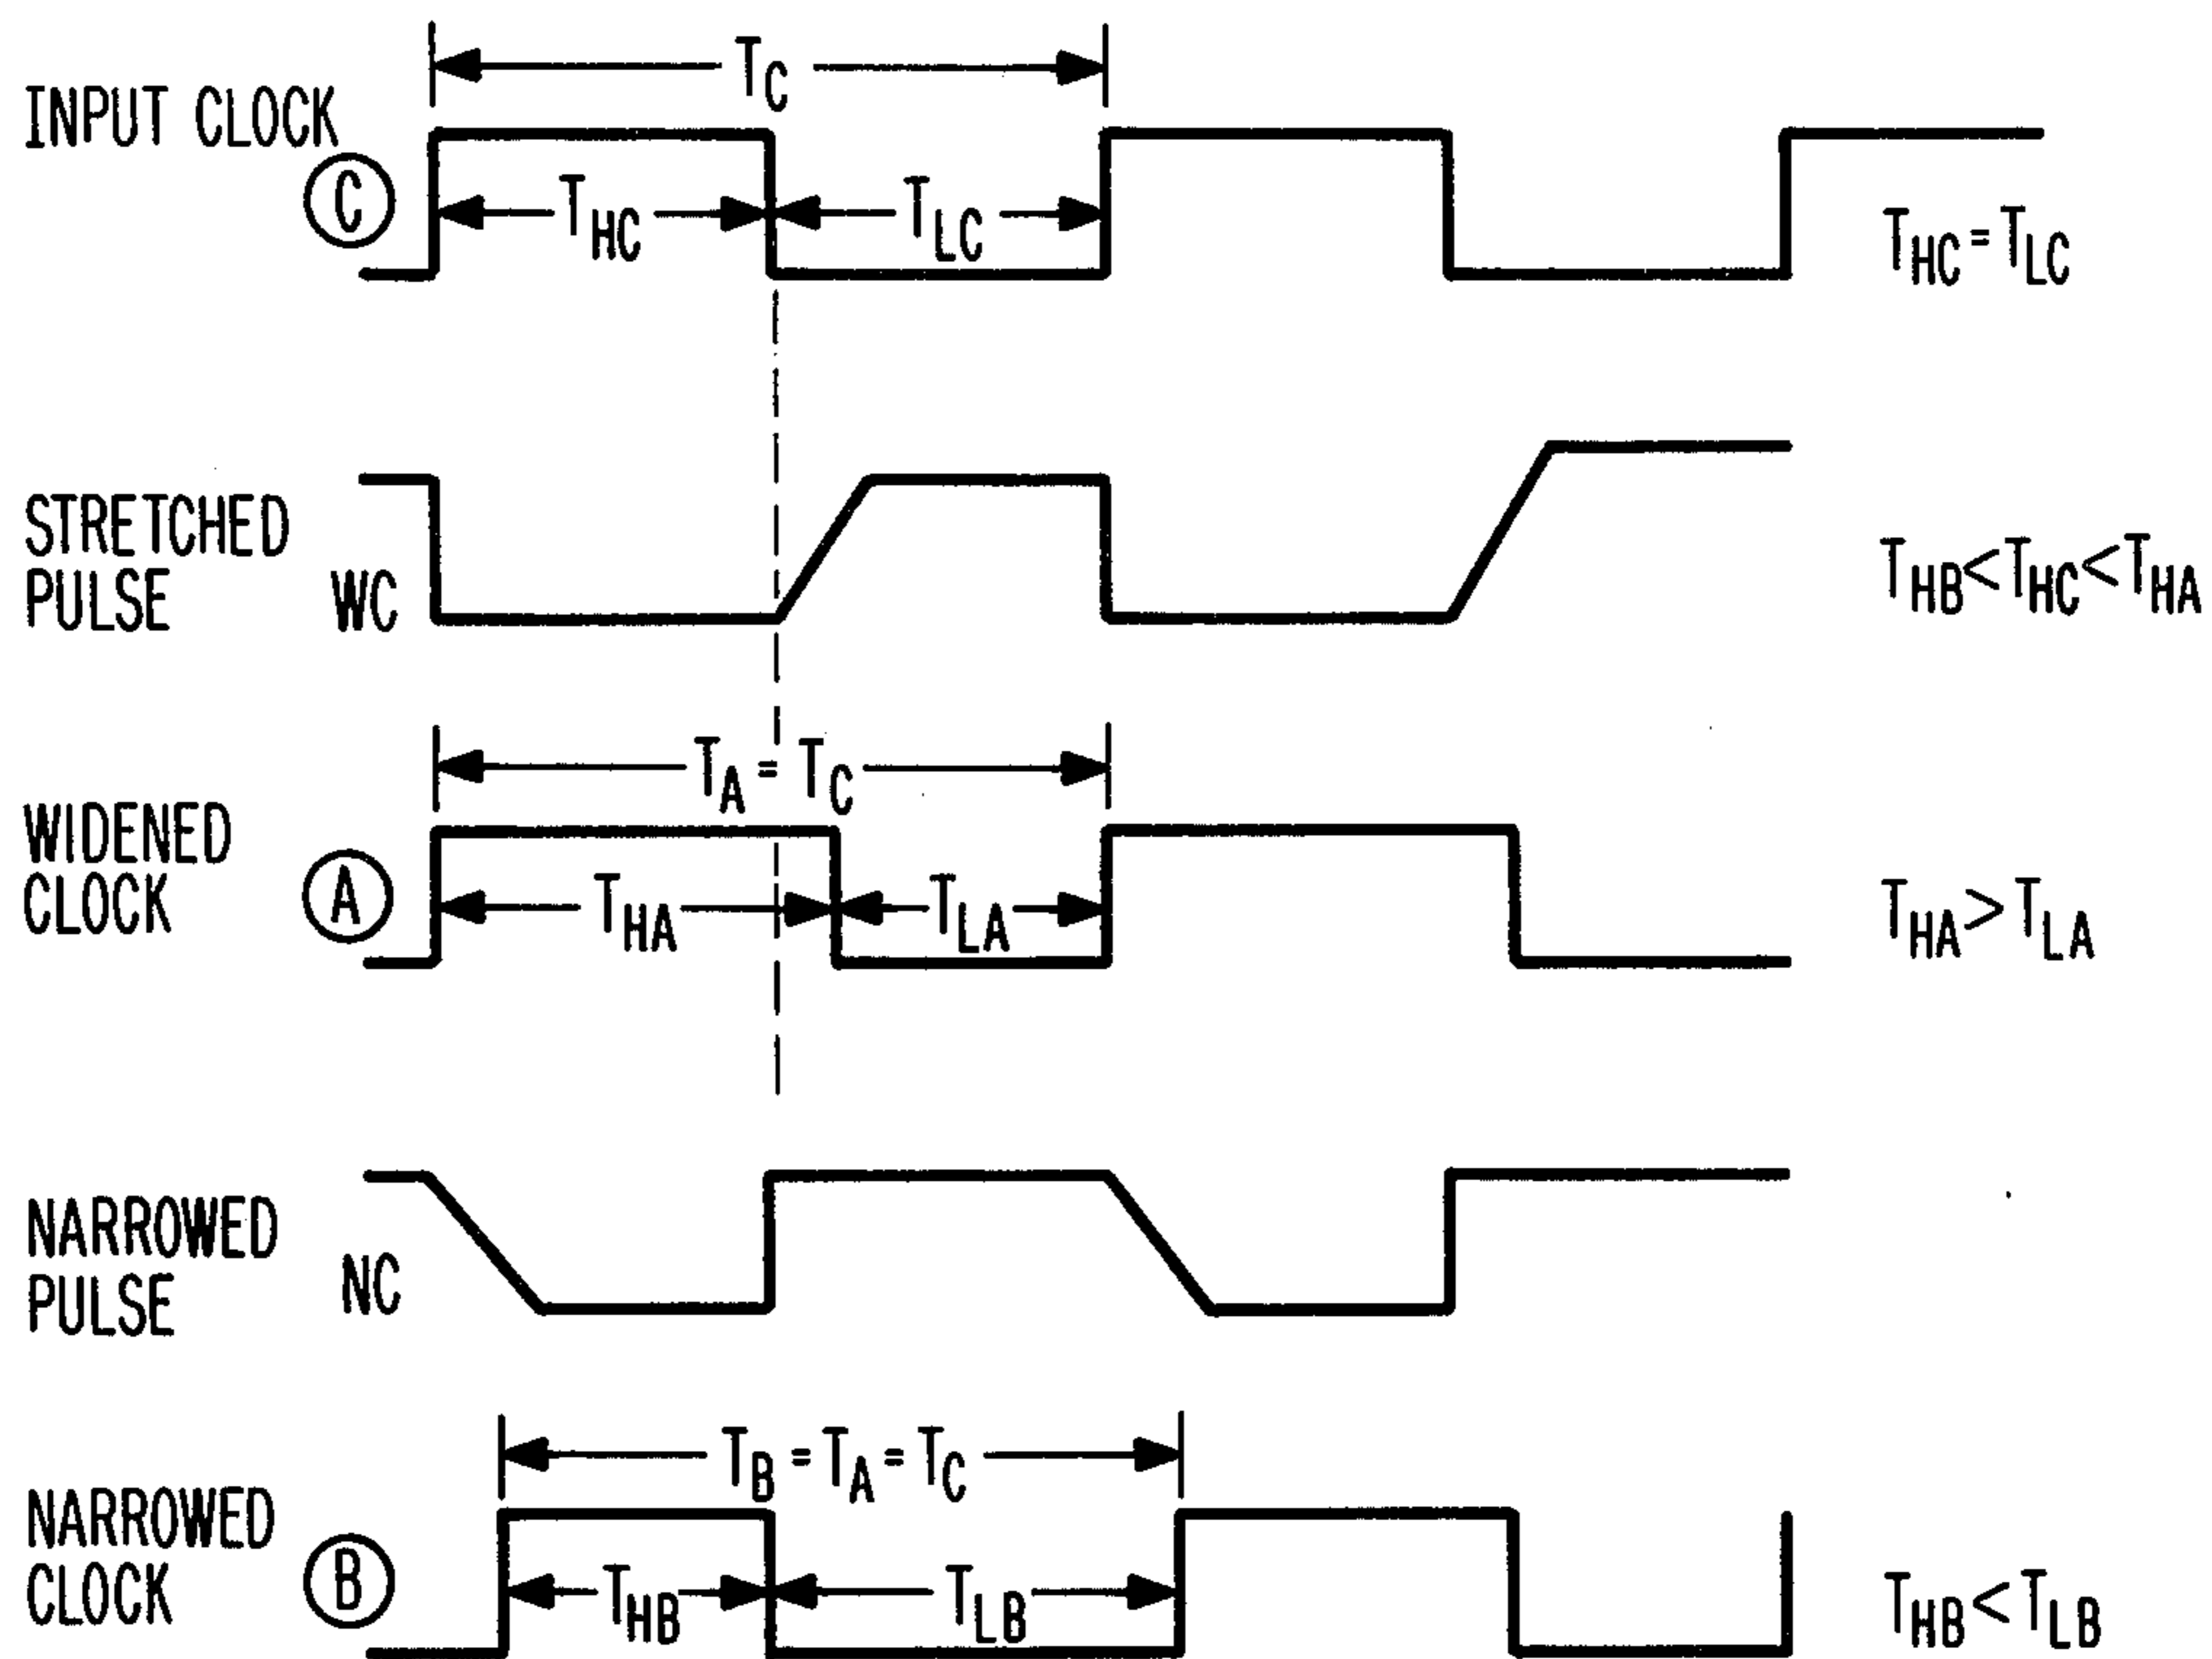 T_C
INPUT CLOCK
C
T_HC
T_LC
T_HC = T_LC
STRETCHED
PULSE
WC
T_HB < T_HC < T_HA
T_A = T_C
WIDENED
CLOCK
A
T_HA
T_LA
T_HA > T_LA
NARROWED
PULSE
NC
T_B = T_A = T_C
NARROWED
CLOCK
B
T_HB
T_LB
T_HB < T_LB